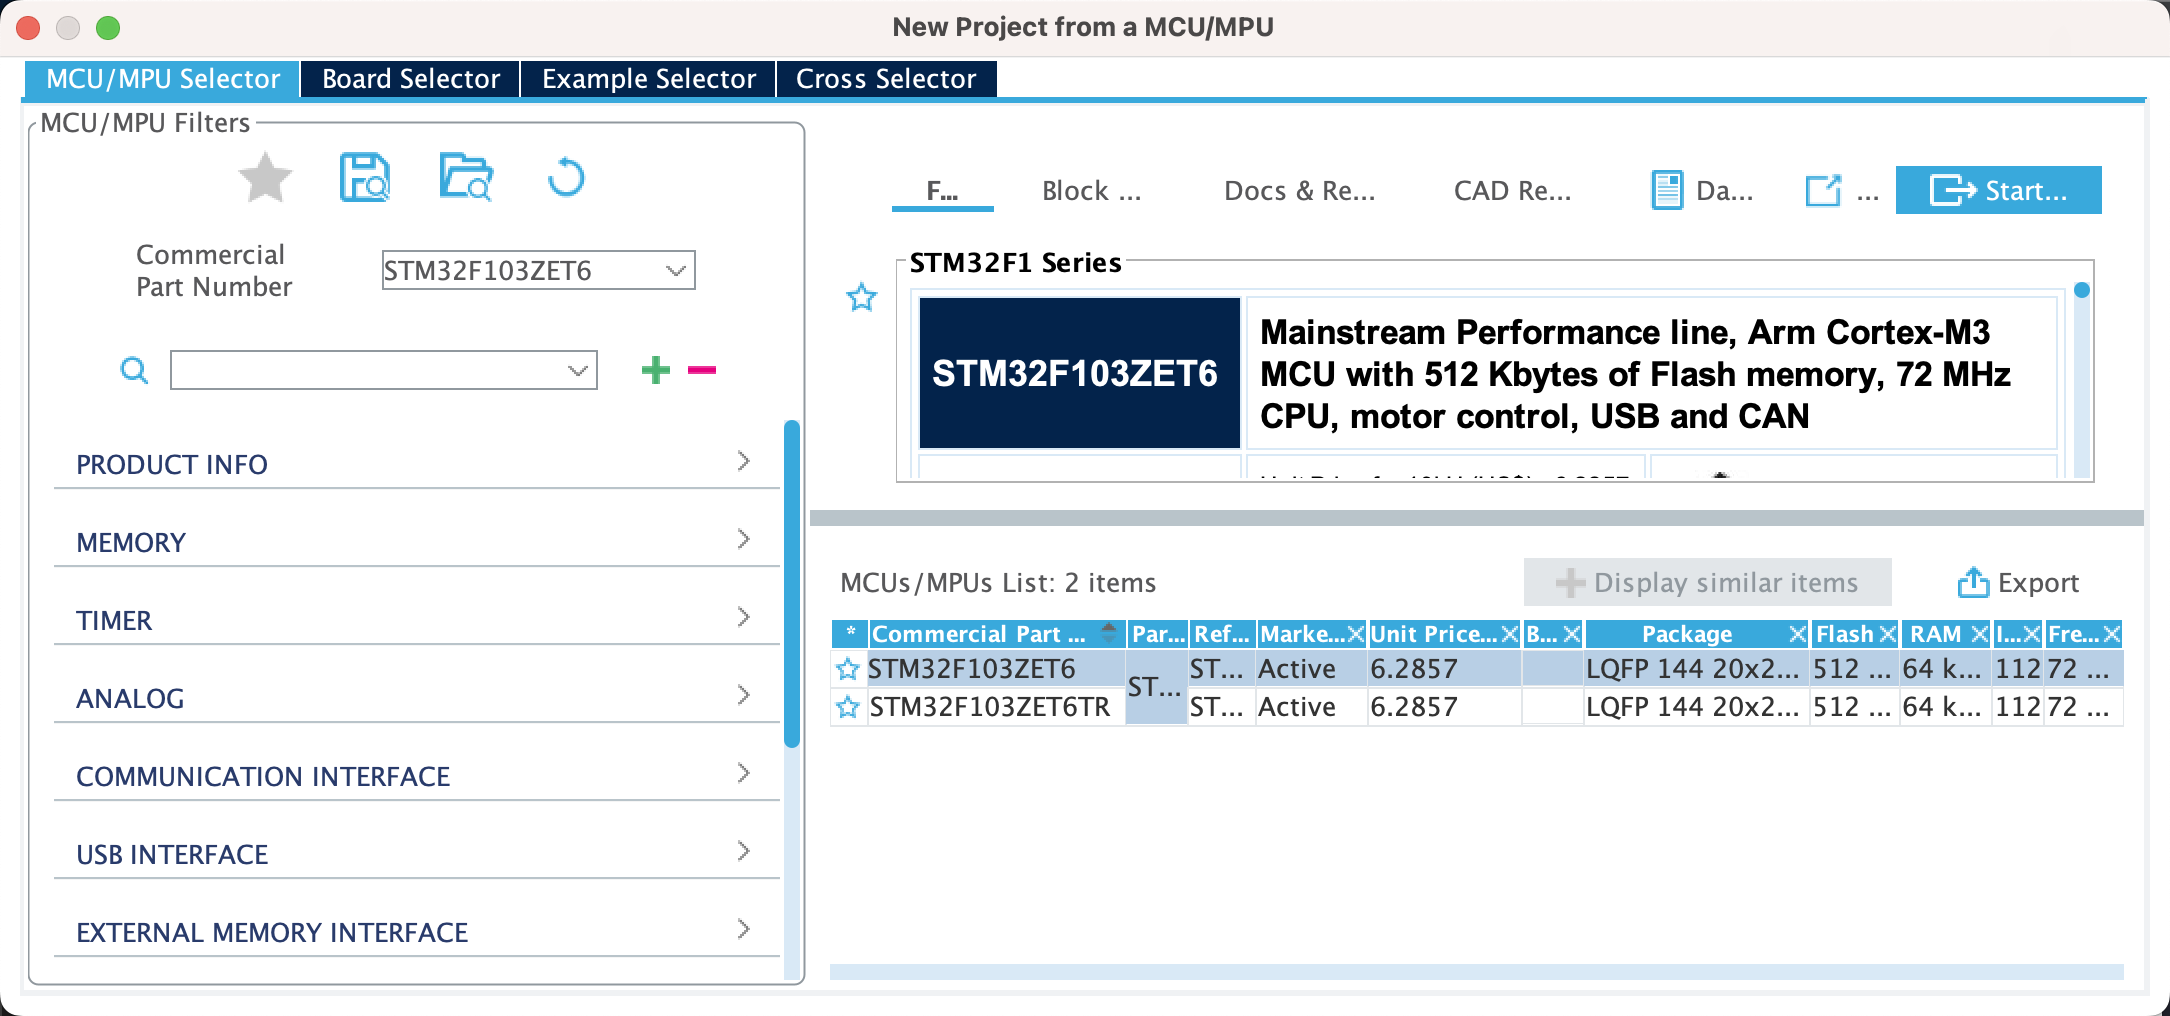 New Project from a MCU/MPU
MCU/MPU Selector Board Selector Example Selector Cross Selector
MCU/MPU Filters
Commercial
Part Number
STM32F103ZET6
PRODUCT INFO
MEMORY
TIMER
ANALOG
COMMUNICATION INTERFACE
USB INTERFACE
EXTERNAL MEMORY INTERFACE
F... Block ... Docs & Re... CAD Re... Da... ... Start...
STM32F1 Series
STM32F103ZET6
Mainstream Performance line, Arm Cortex-M3
MCU with 512 Kbytes of Flash memory, 72 MHz
CPU, motor control, USB and CAN
MCUs/MPUs List: 2 items
Display similar items
Export
* Commercial Part ... Par... Ref... Marke... Unit Price... B... Package Flash RAM I... Fre...
STM32F103ZET6 ST... ST... Active 6.2857 LQFP 144 20x2... 512 ... 64 k... 112 72 ...
STM32F103ZET6TR ST... Active 6.2857 LQFP 144 20x2... 512 ... 64 k... 112 72 ...